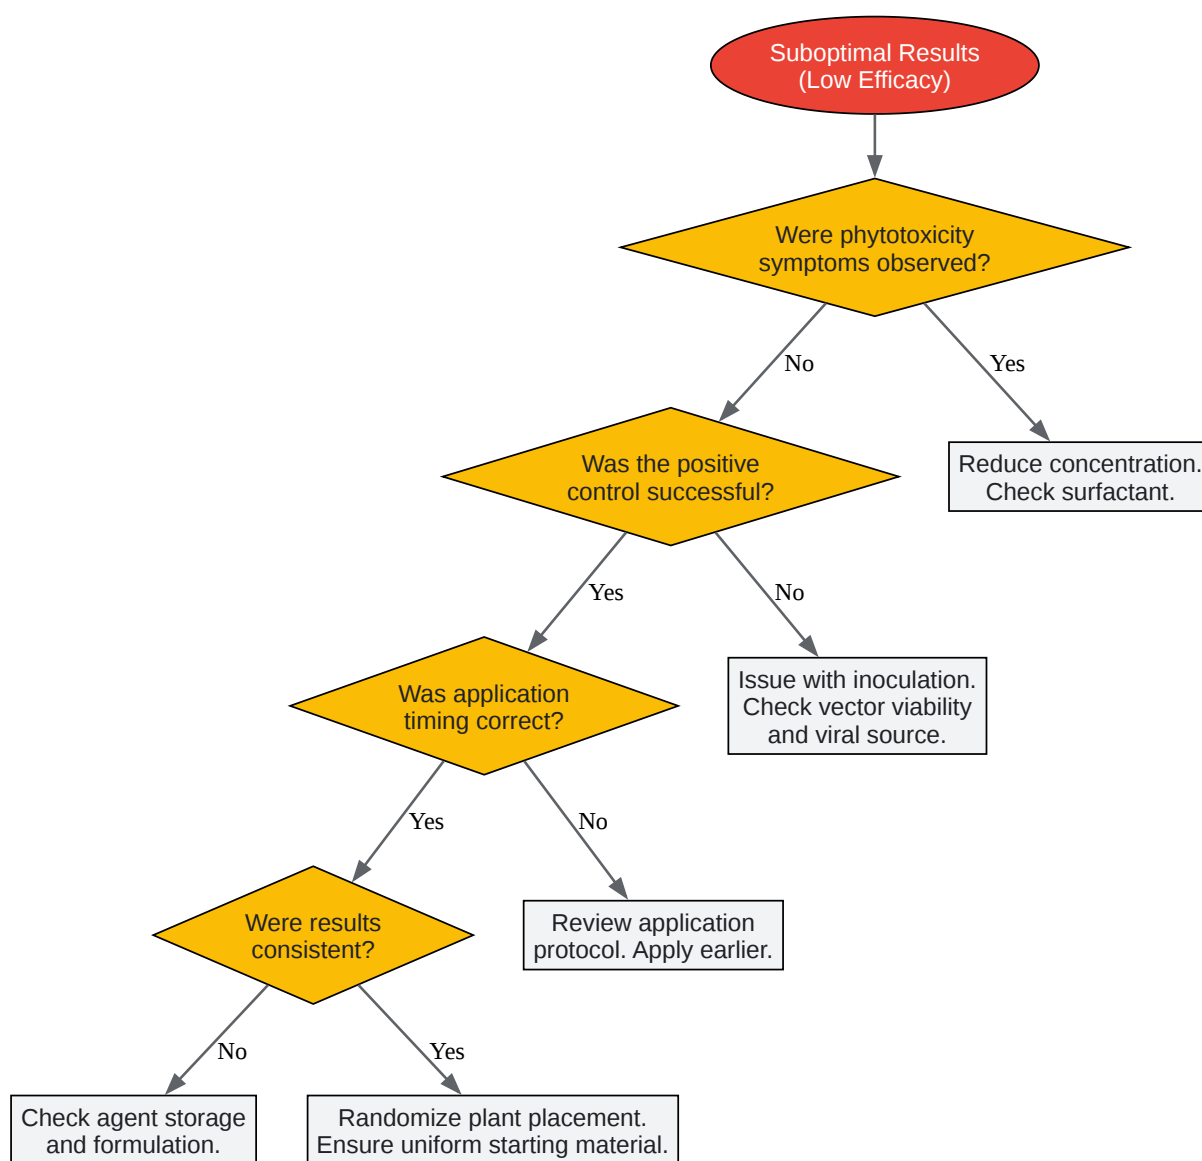 Suboptimal Results
(Low Efficacy)
Were phytotoxicity
symptoms observed?
No
Yes
Was the positive
control successful?
Reduce concentration.
Check surfactant.
Yes
No
Was application
timing correct?
Issue with inoculation.
Check vector viability
and viral source.
Yes
No
Were results
consistent?
Review application
protocol. Apply earlier.
No
Yes
Check agent storage
and formulation.
Randomize plant placement.
Ensure uniform starting material.